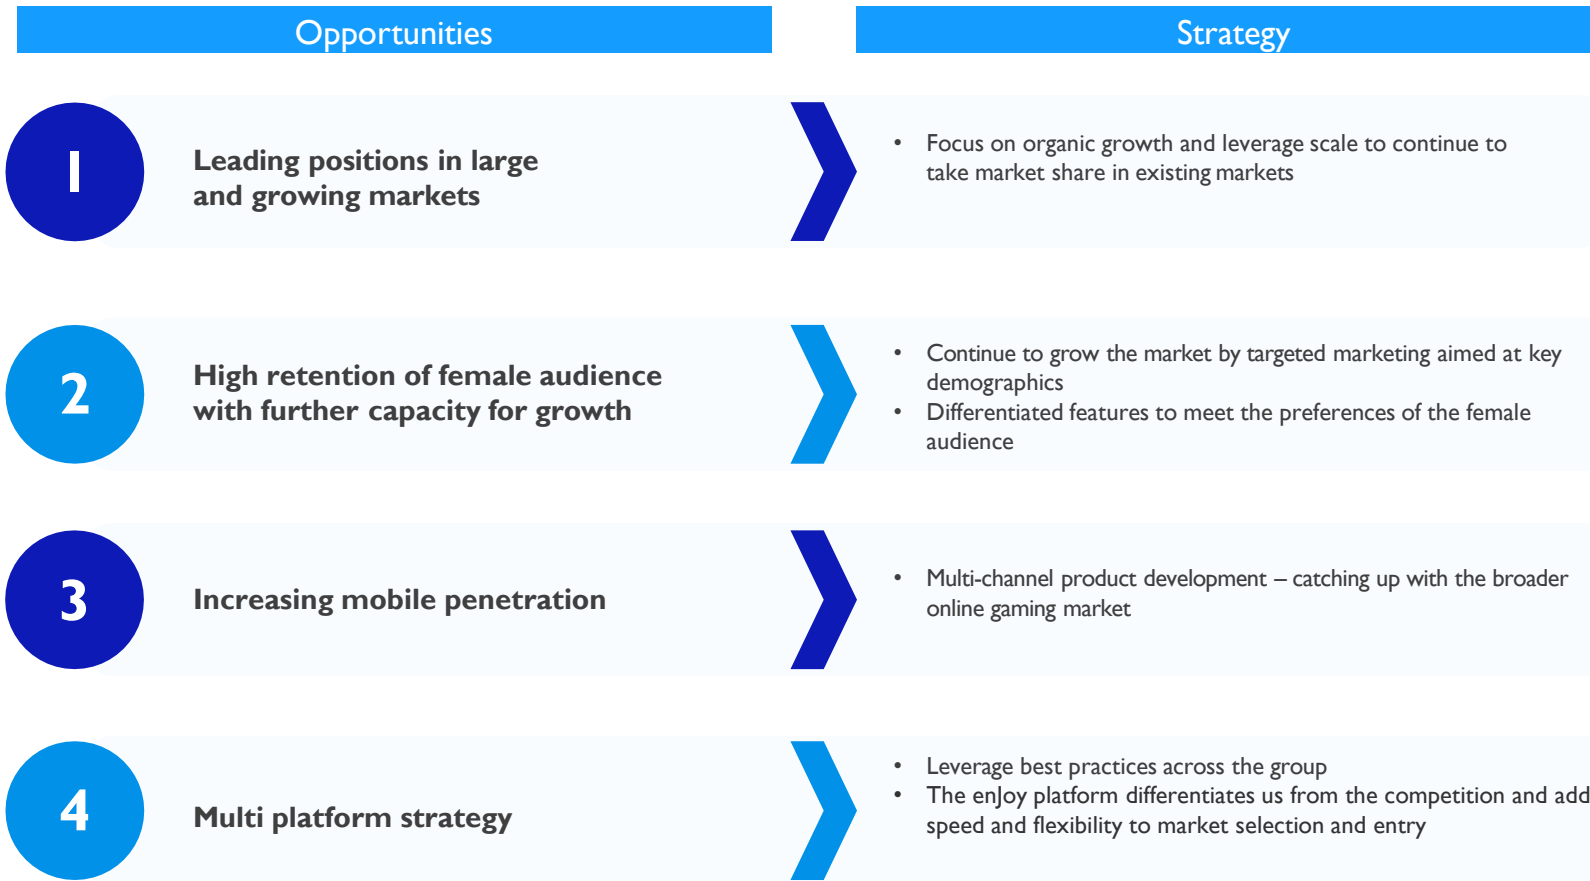 Opportunities
Strategy
1
Leading positions in large
and growing markets
• Focus on organic growth and leverage scale to continue to
take market share in existing markets
2
High retention of female audience
with further capacity for growth
• Continue to grow the market by targeted marketing aimed at key
demographics
• Differentiated features to meet the preferences of the female
audience
3
Increasing mobile penetration
• Multi-channel product development – catching up with the broader
online gaming market
4
Multi platform strategy
• Leverage best practices across the group
• The enJoy platform differentiates us from the competition and add
speed and flexibility to market selection and entry